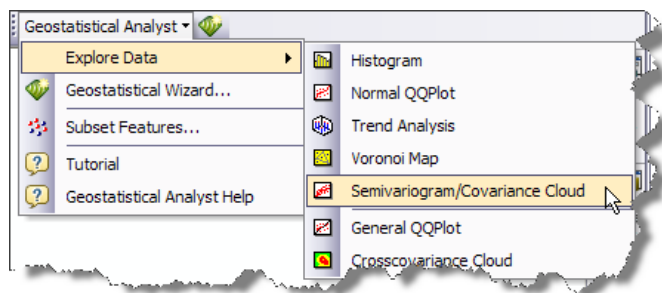 Geostatistical Analyst
Explore Data
Geostatistical Wizard...
Subset Features...
Tutorial
Geostatistical Analyst Help
Histogram
Normal QQPlot
Trend Analysis
Voronoi Map
Semivariogram/Covariance Cloud
General QQPlot
Crosscovariance Cloud